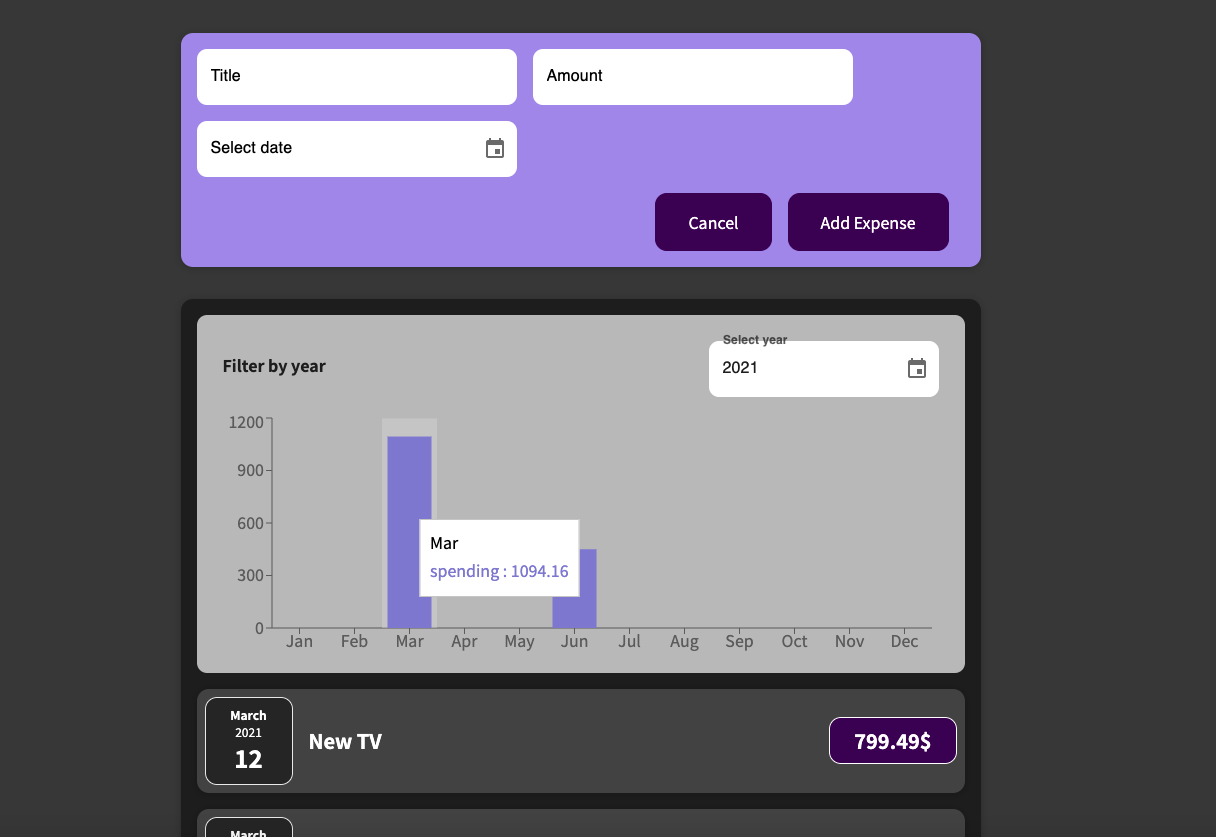 Title
Amount
Select date
Cancel
Add Expense
Select year
Filter by year
2021
1200
900
600
300
0
Mar
spending : 1094.16
Jan Feb Mar Apr May Jun Jul Aug Sep Oct Nov Dec
March
2021
12
New TV
799.49$
March